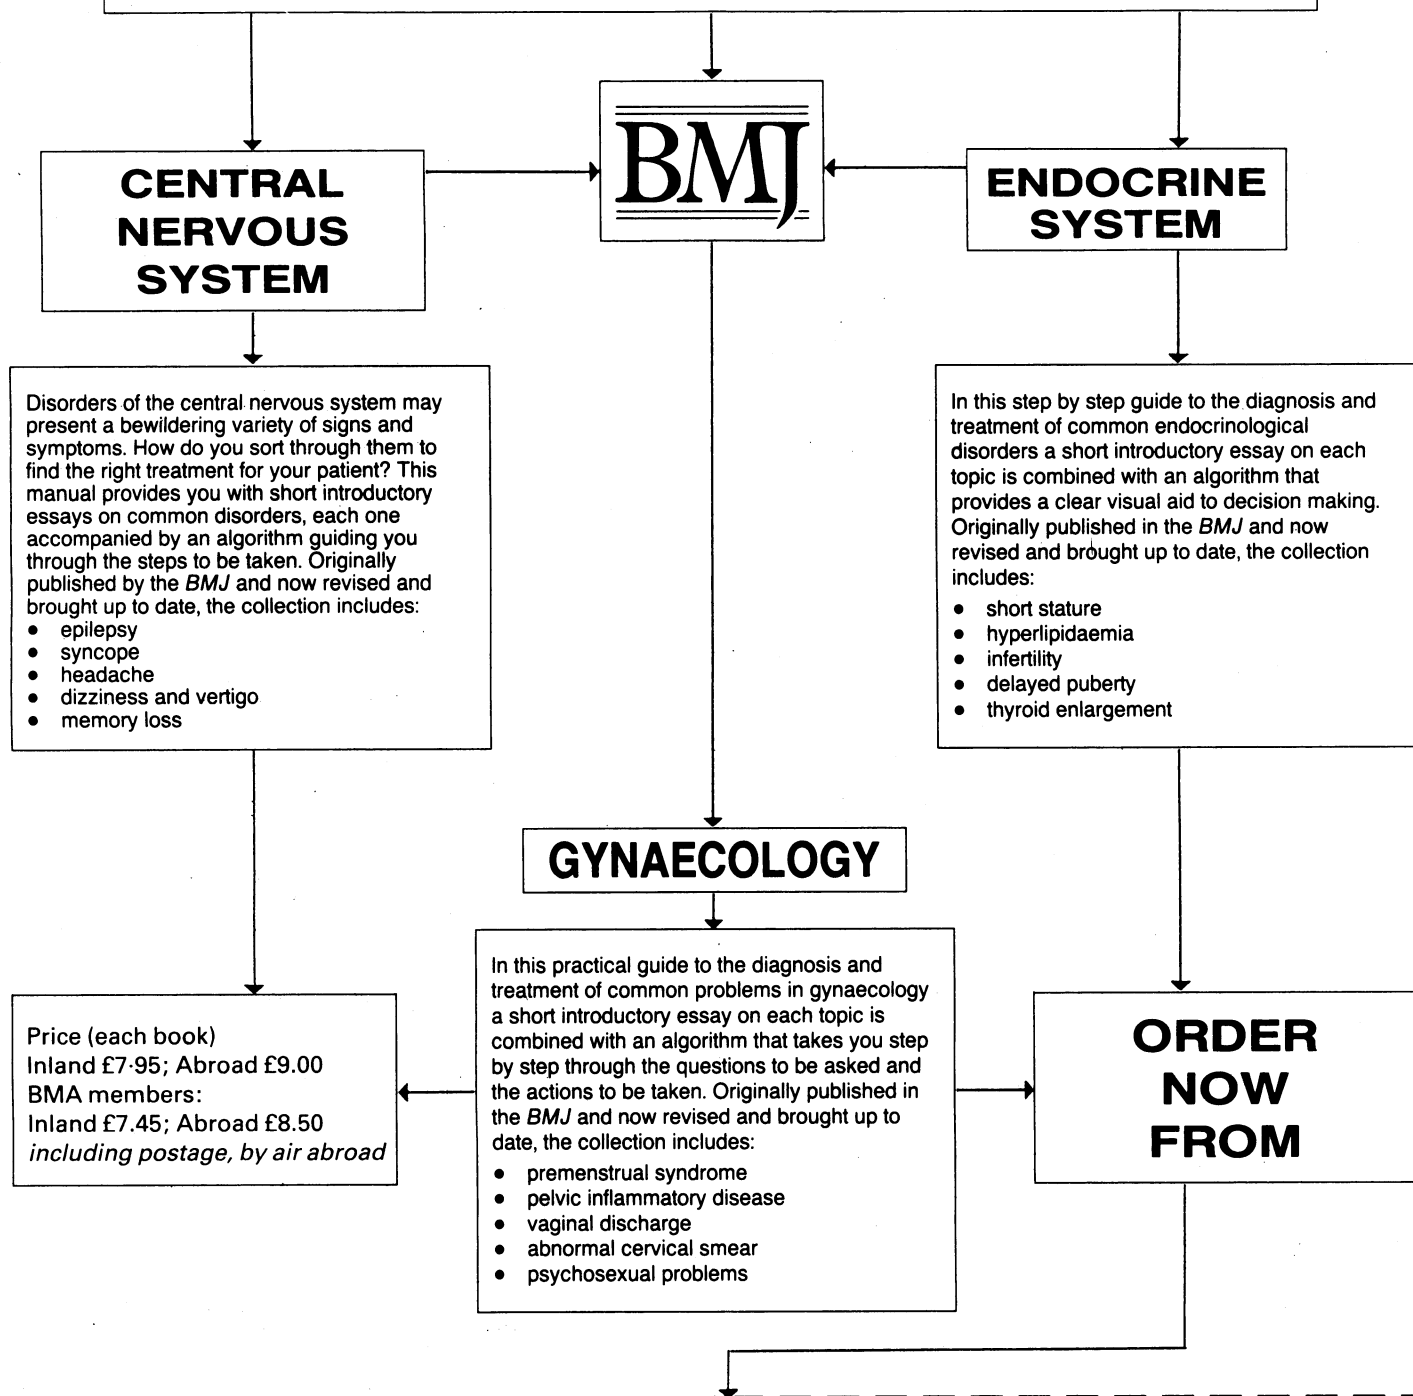 BMJ
CENTRAL
NERVOUS
SYSTEM
ENDOCRINE
SYSTEM
Disorders of the central nervous system may
present a bewildering variety of signs and
symptoms. How do you sort through them to
find the right treatment for your patient? This
manual provides you with short introductory
essays on common disorders, each one
accompanied by an algorithm guiding you
through the steps to be taken. Originally
published by the BMJ and now revised and
brought up to date, the collection includes:
● epilepsy
● syncope
● headache
● dizziness and vertigo
● memory loss
In this step by step guide to the diagnosis and
treatment of common endocrinological
disorders a short introductory essay on each
topic is combined with an algorithm that
provides a clear visual aid to decision making.
Originally published in the BMJ and now
revised and brought up to date, the collection
includes:
● short stature
● hyperlipidaemia
● infertility
● delayed puberty
● thyroid enlargement
GYNAECOLOGY
In this practical guide to the diagnosis and
treatment of common problems in gynaecology
a short introductory essay on each topic is
combined with an algorithm that takes you step
by step through the questions to be asked and
the actions to be taken. Originally published in
the BMJ and now revised and brought up to
date, the collection includes:
● premenstrual syndrome
● pelvic inflammatory disease
● vaginal discharge
● abnormal cervical smear
● psychosexual problems
Price (each book)
Inland £7·95; Abroad £9.00
BMA members:
Inland £7.45; Abroad £8.50
including postage, by air abroad
ORDER
NOW
FROM